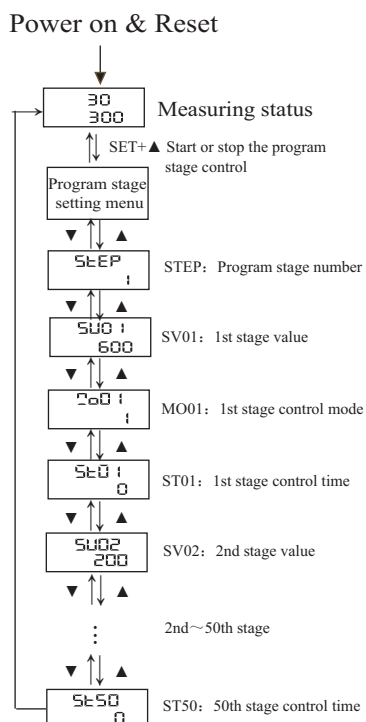 Power on & Reset
30
300
Measuring status
SET+▲ Start or stop the program
stage control
Program stage
setting menu
▼ ▲
StEP
1
STEP：Program stage number
▼ ▲
SU01
600
SV01：1st stage value
▼ ▲
ño01
1
MO01：1st stage control mode
▼ ▲
St01
0
ST01：1st stage control time
▼ ▲
SU02
200
SV02：2nd stage value
▼ ▲
⋮
2nd～50th stage
▼ ▲
St50
0
ST50：50th stage control time